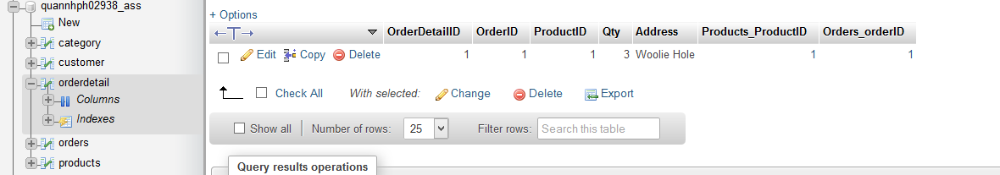 quannhph02938_ass
New
category
customer
orderdetail
Columns
Indexes
orders
products
+ Options
←T→ OrderDetailID OrderID ProductID Qty Address Products_ProductID Orders_orderID
Edit Copy Delete 1 1 1 3 Woolie Hole 1 1
Check All With selected: Change Delete Export
Show all Number of rows: 25 Filter rows: Search this table
Query results operations